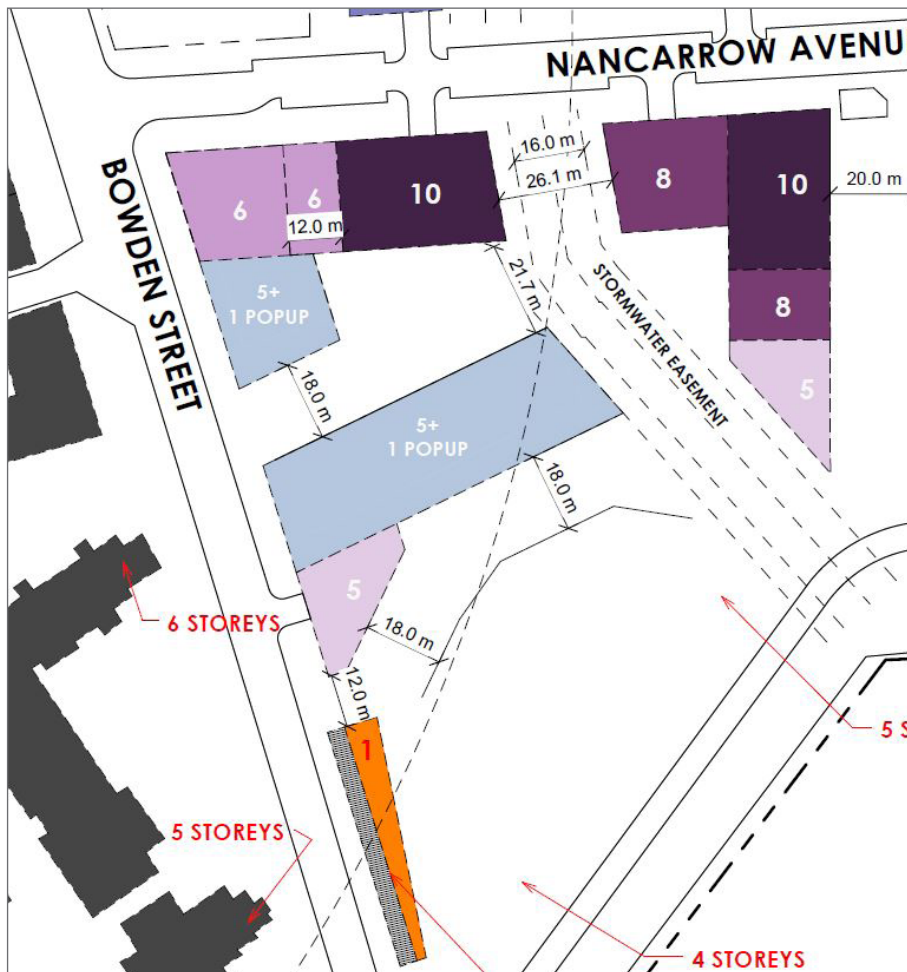 NANCARROW AVENU
BOWDEN STREET
16.0 m
26.1 m
20.0 m
6
6
12.0 m
10
8
10
8
5
5+
1 POPUP
21.7 m
STORMWATER EASEMENT
18.0 m
5+
1 POPUP
18.0 m
5
18.0 m
12.0 m
6 STOREYS
1
5 S
5 STOREYS
4 STOREYS